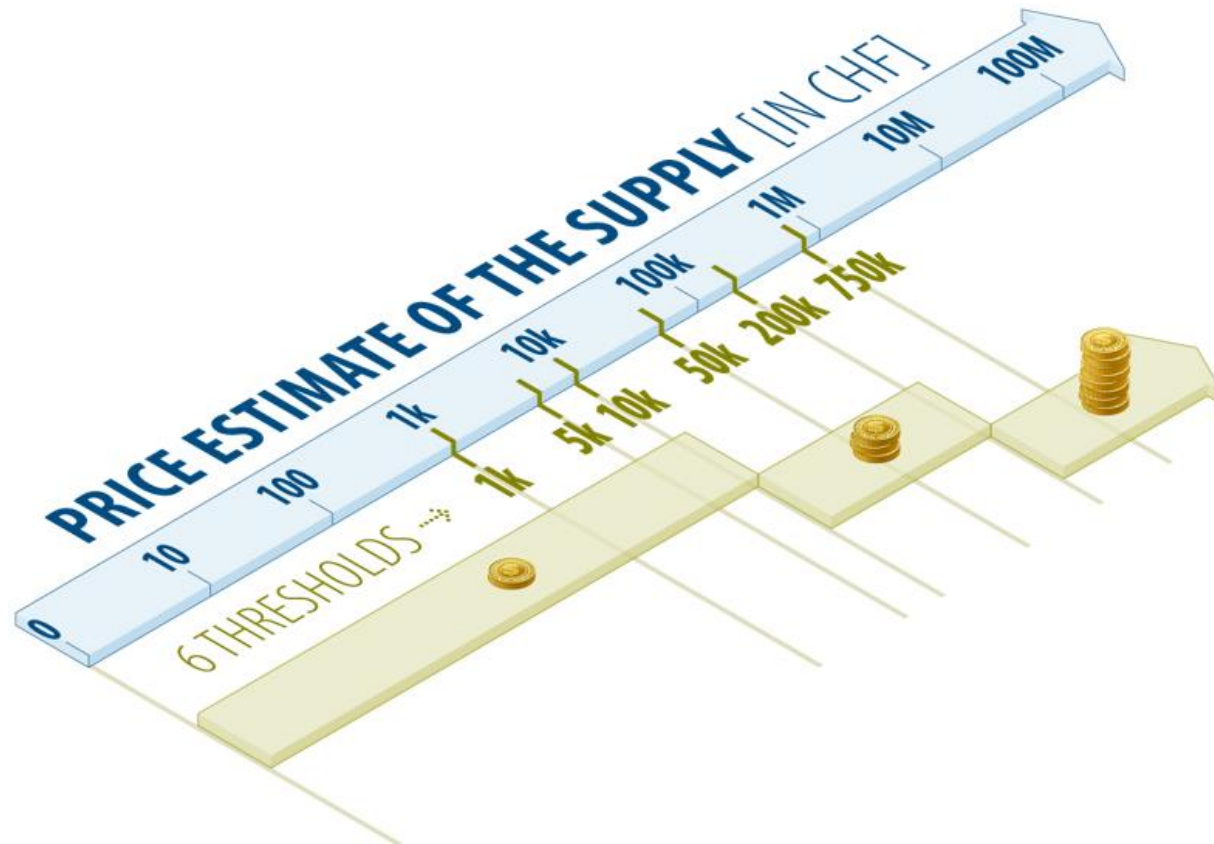 PRICE ESTIMATE OF THE SUPPLY [IN CHF]
0
10
100
1k
10k
100k
1M
10M
100M
6 THRESHOLDS
1k
5k
10k
50k
200k
750k